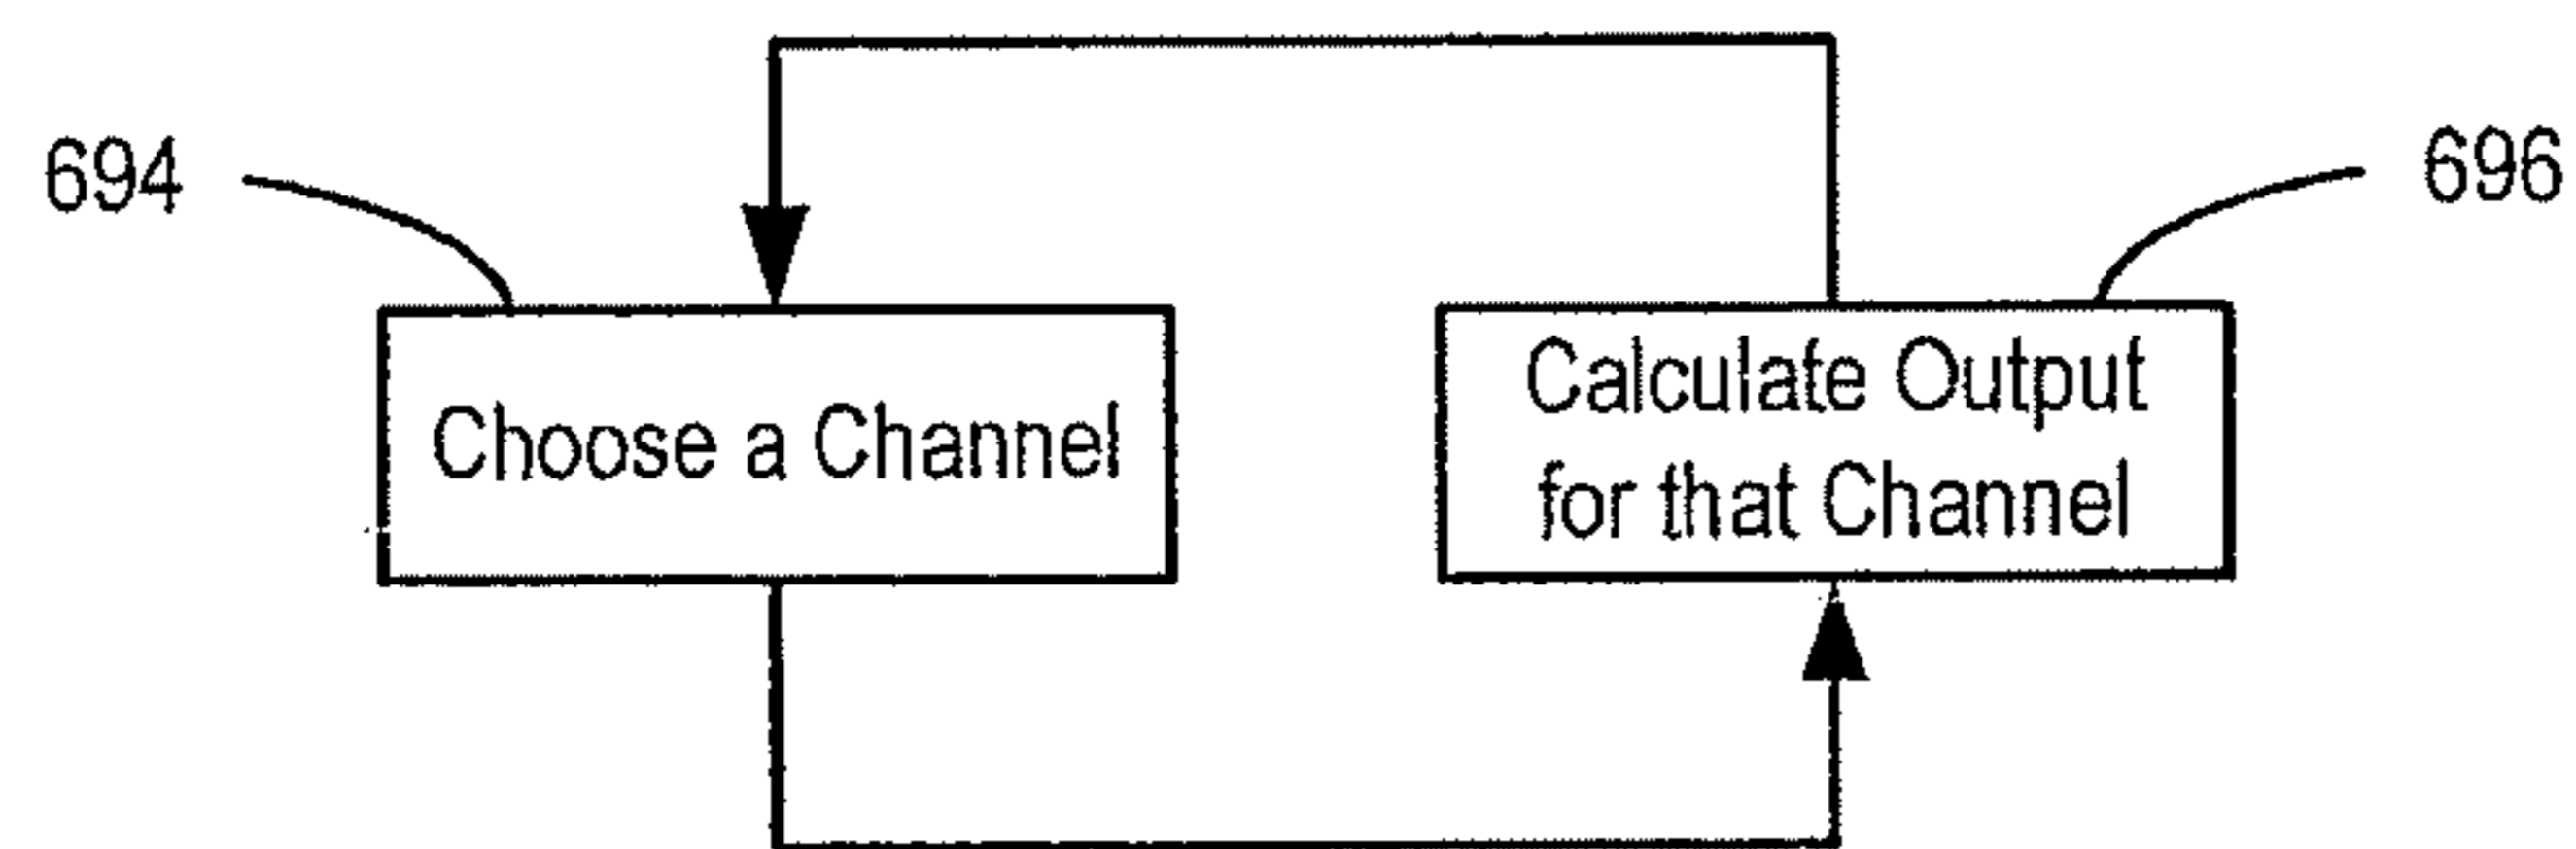 694
696
Choose a Channel
Calculate Output
for that Channel